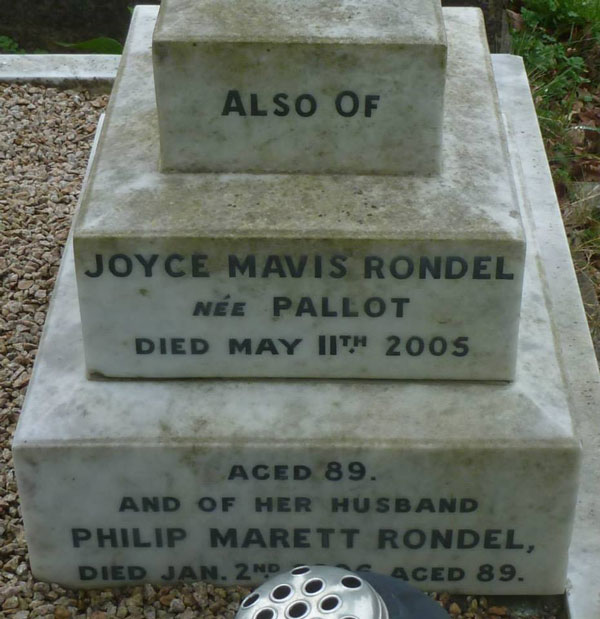 ALSO OF
JOYCE MAVIS RONDEL
NÉE PALLOT
DIED MAY 11TH 2005
AGED 89.
AND OF HER HUSBAND
PHILIP MARETT RONDEL,
DIED JAN. 2ND AGED 89.